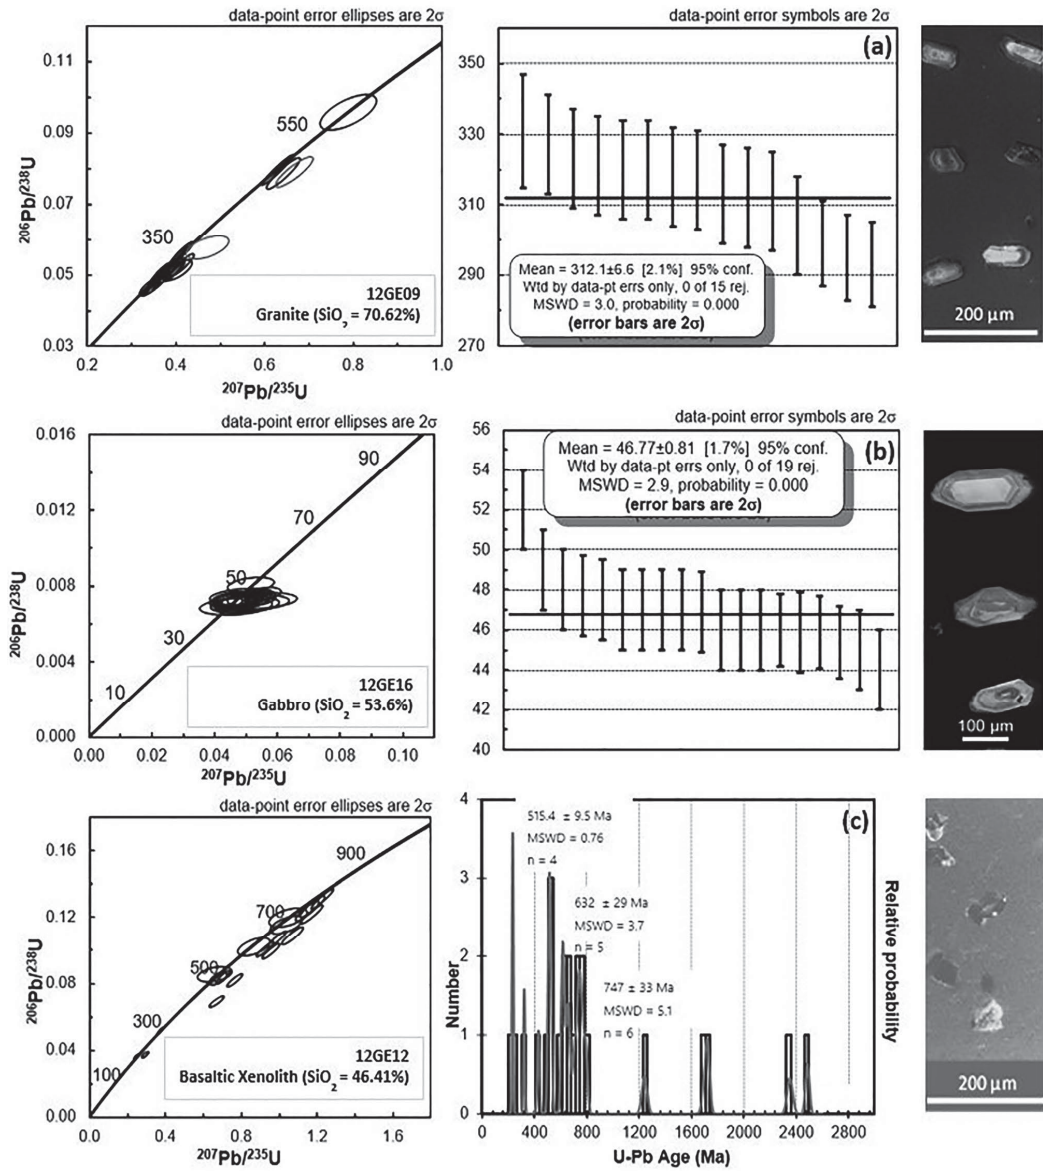 data-point error ellipses are 2σ
0.11
0.09
0.07
0.05
0.03
²⁰⁶Pb/²³⁸U
550
350
12GE09
Granite (SiO₂ = 70.62%)
0.2 0.4 0.6 0.8 1.0
²⁰⁷Pb/²³⁵U
data-point error symbols are 2σ
(a)
350
330
310
290
270
Mean = 312.1±6.6 [2.1%] 95% conf.
Wtd by data-pt errs only, 0 of 15 rej.
MSWD = 3.0, probability = 0.000
(error bars are 2σ)
200 µm
data-point error ellipses are 2σ
0.016
0.012
0.008
0.004
0.000
²⁰⁶Pb/²³⁸U
90
70
50
30
10
12GE16
Gabbro (SiO₂ = 53.6%)
0.00 0.02 0.04 0.06 0.08 0.10
²⁰⁷Pb/²³⁵U
data-point error symbols are 2σ
(b)
56
54
52
50
48
46
44
42
40
Mean = 46.77±0.81 [1.7%] 95% conf.
Wtd by data-pt errs only, 0 of 19 rej.
MSWD = 2.9, probability = 0.000
(error bars are 2σ)
100 µm
data-point error ellipses are 2σ
0.16
0.12
0.08
0.04
0.00
²⁰⁶Pb/²³⁸U
900
700
500
300
100
12GE12
Basaltic Xenolith (SiO₂ = 46.41%)
0.0 0.4 0.8 1.2 1.6
²⁰⁷Pb/²³⁵U
(c)
4
3
2
1
0
Number
515.4 ± 9.5 Ma
MSWD = 0.76
n = 4
632 ± 29 Ma
MSWD = 3.7
n = 5
747 ± 33 Ma
MSWD = 5.1
n = 6
Relative probability
0 400 800 1200 1600 2000 2400 2800
U-Pb Age (Ma)
200 µm